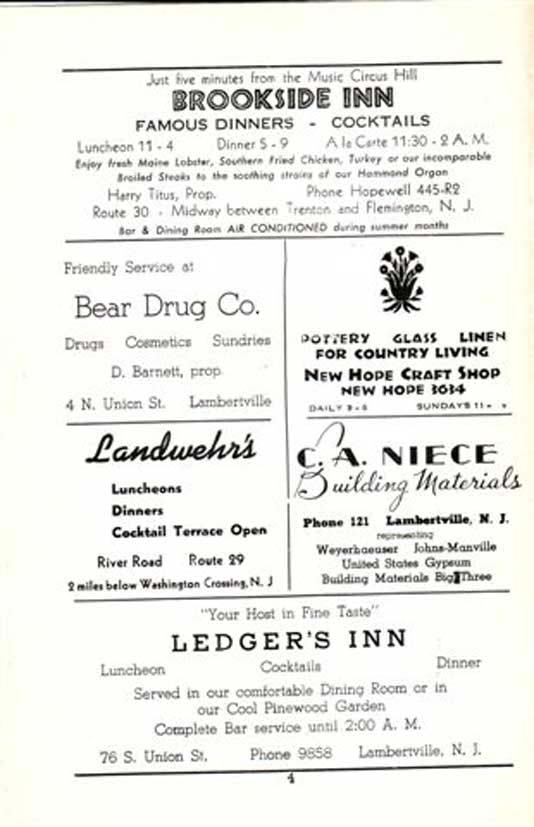 Just five minutes from the Music Circus Hill
BROOKSIDE INN
FAMOUS DINNERS - COCKTAILS
Luncheon 11 - 4 Dinner 5 - 9 A la Carte 11:30 - 2 A. M.
Enjoy fresh Maine Lobster, Southern Fried Chicken, Turkey or our incomparable
Broiled Steaks to the soothing strains of our Hammond Organ
Harry Titus, Prop. Phone Hopewell 445-R2
Route 30 - Midway between Trenton and Flemington, N. J.
Bar & Dining Room AIR CONDITIONED during summer months
Friendly Service at
Bear Drug Co.
Drugs Cosmetics Sundries
D. Barnett, prop
4 N. Union St. Lambertville
POTTERY GLASS LINEN
FOR COUNTRY LIVING
NEW HOPE CRAFT SHOP
NEW HOPE 3634
DAILY SUNDAYS 11-
Landwehr's
Luncheons
Dinners
Cocktail Terrace Open
River Road Route 29
2 miles below Washington Crossing, N. J
C. A. NIECE
Building Materials
Phone 121 Lambertville, N. J.
representing
Weyerhaeuser Johns-Manville
United States Gypsum
Building Materials Big Three
"Your Host in Fine Taste"
LEDGER'S INN
Luncheon Cocktails Dinner
Served in our comfortable Dining Room or in
our Cool Pinewood Garden
Complete Bar service until 2:00 A. M.
76 S. Union St. Phone 9858 Lambertville, N. J.
4